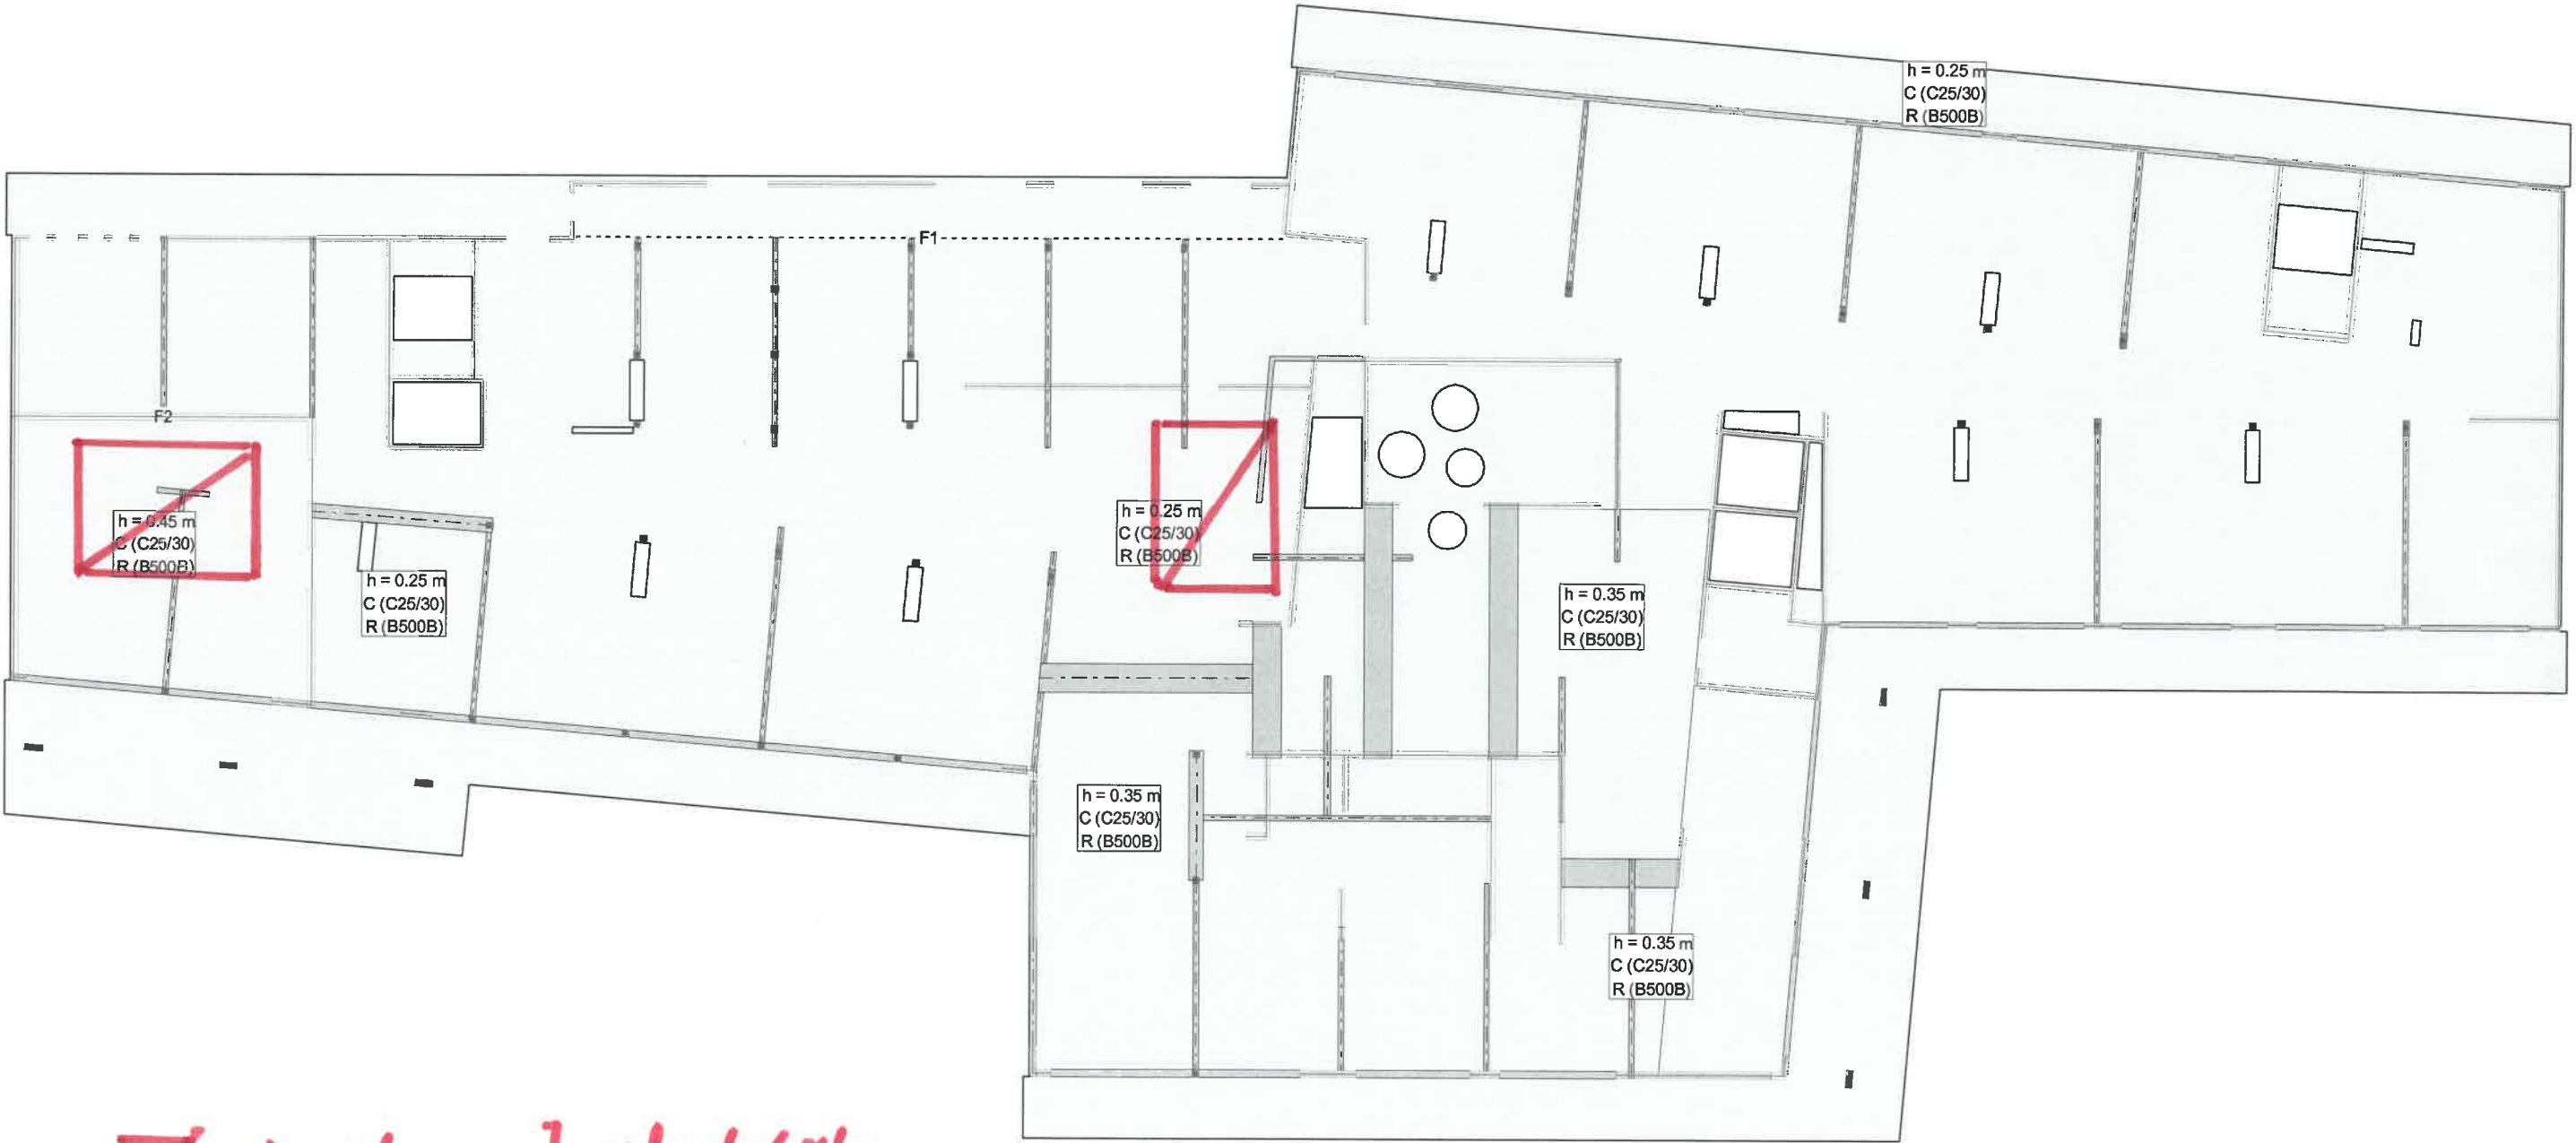 h = 0.25 m
C (C25/30)
R (B500B)
F1
F2
h = 0.45 m
C (C25/30)
R (B500B)
h = 0.25 m
C (C25/30)
R (B500B)
h = 0.25 m
C (C25/30)
R (B500B)
h = 0.35 m
C (C25/30)
R (B500B)
h = 0.35 m
C (C25/30)
R (B500B)
h = 0.35 m
C (C25/30)
R (B500B)